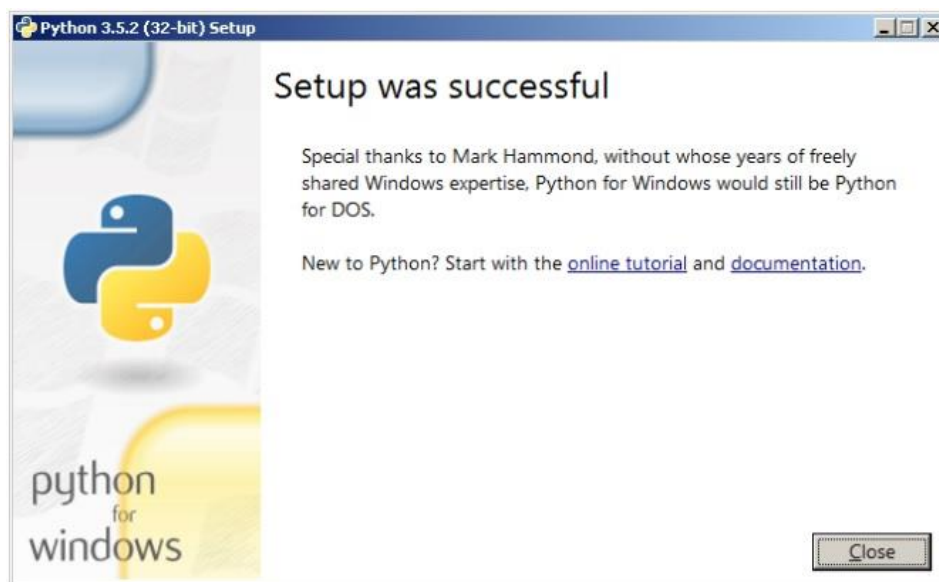 Python 3.5.2 (32-bit) Setup
Setup was successful
Special thanks to Mark Hammond, without whose years of freely
shared Windows expertise, Python for Windows would still be Python
for DOS.
New to Python? Start with the online tutorial and documentation.
python
for
windows
Close